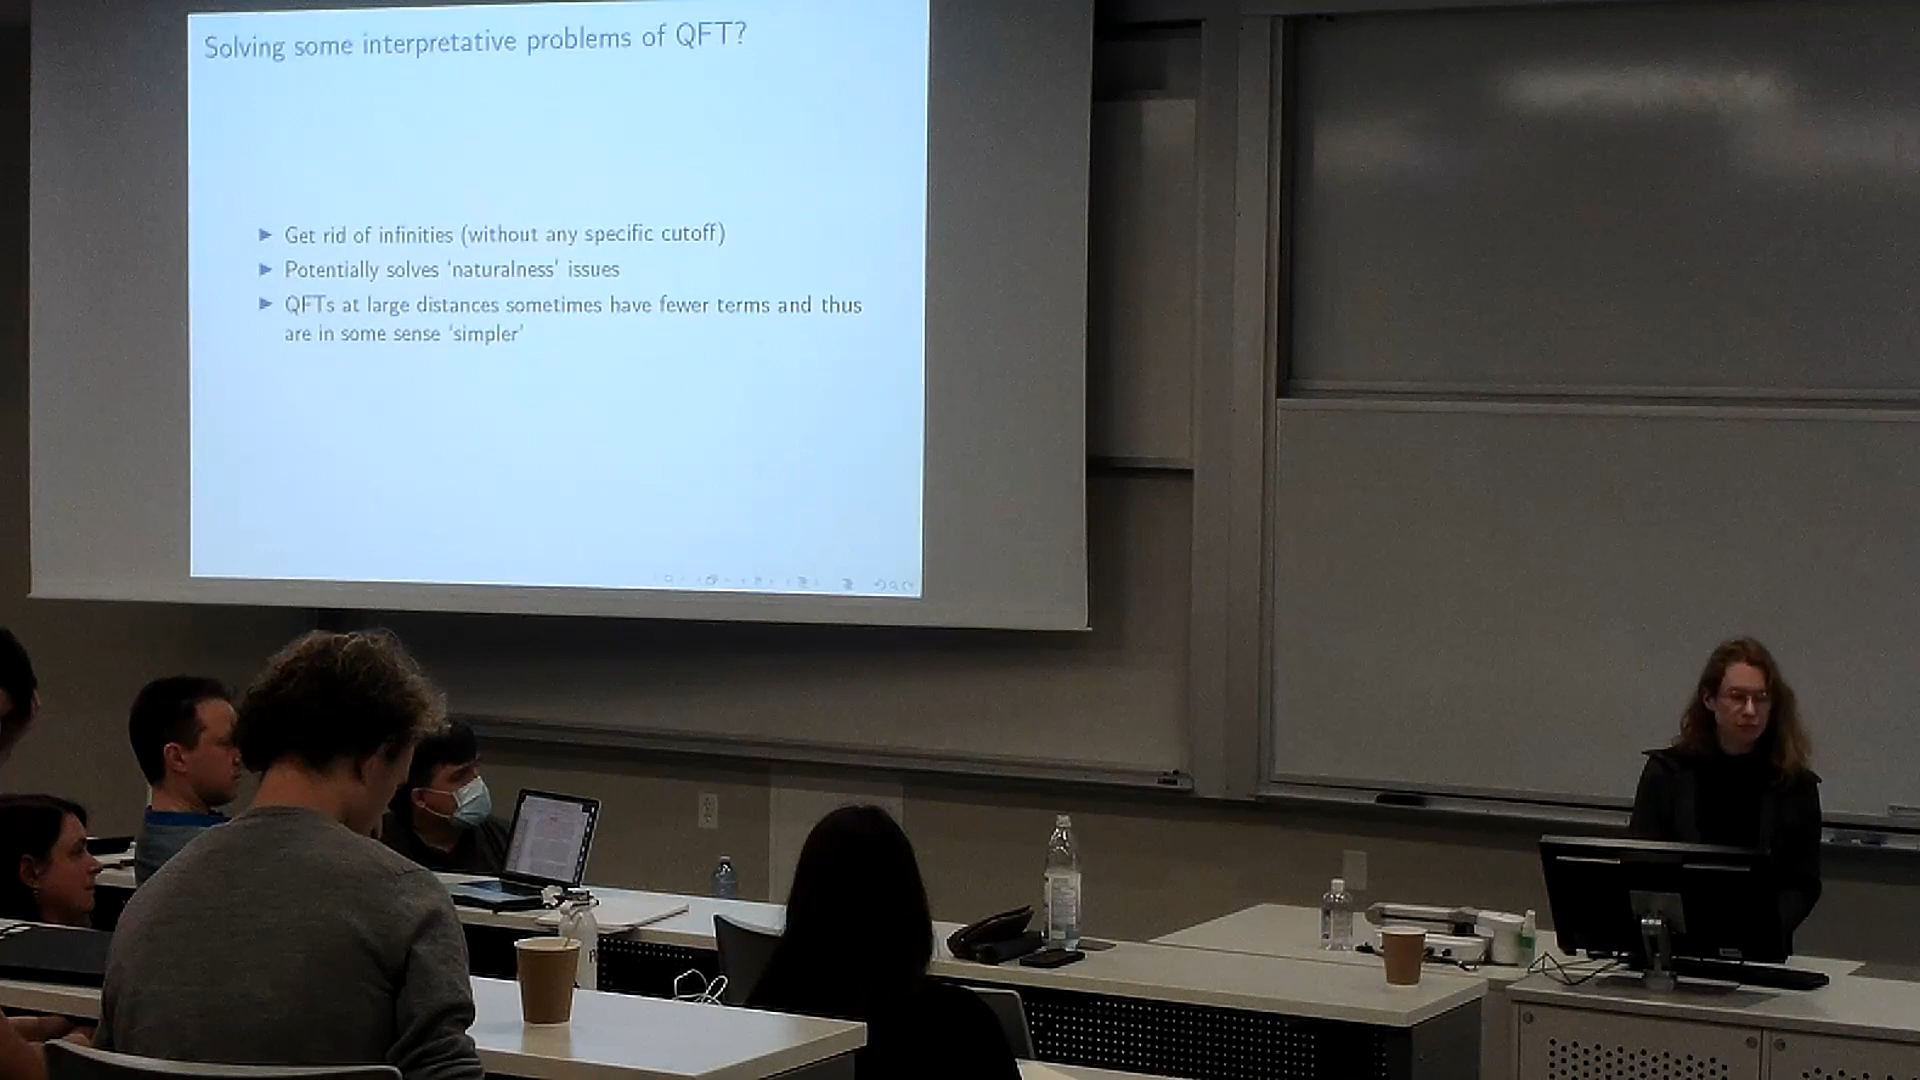 Solving some interpretative problems of QFT?
▶ Get rid of infinities (without any specific cutoff)
▶ Potentially solves ‘naturalness’ issues
▶ QFTs at large distances sometimes have fewer terms and thus
are in some sense ‘simpler’